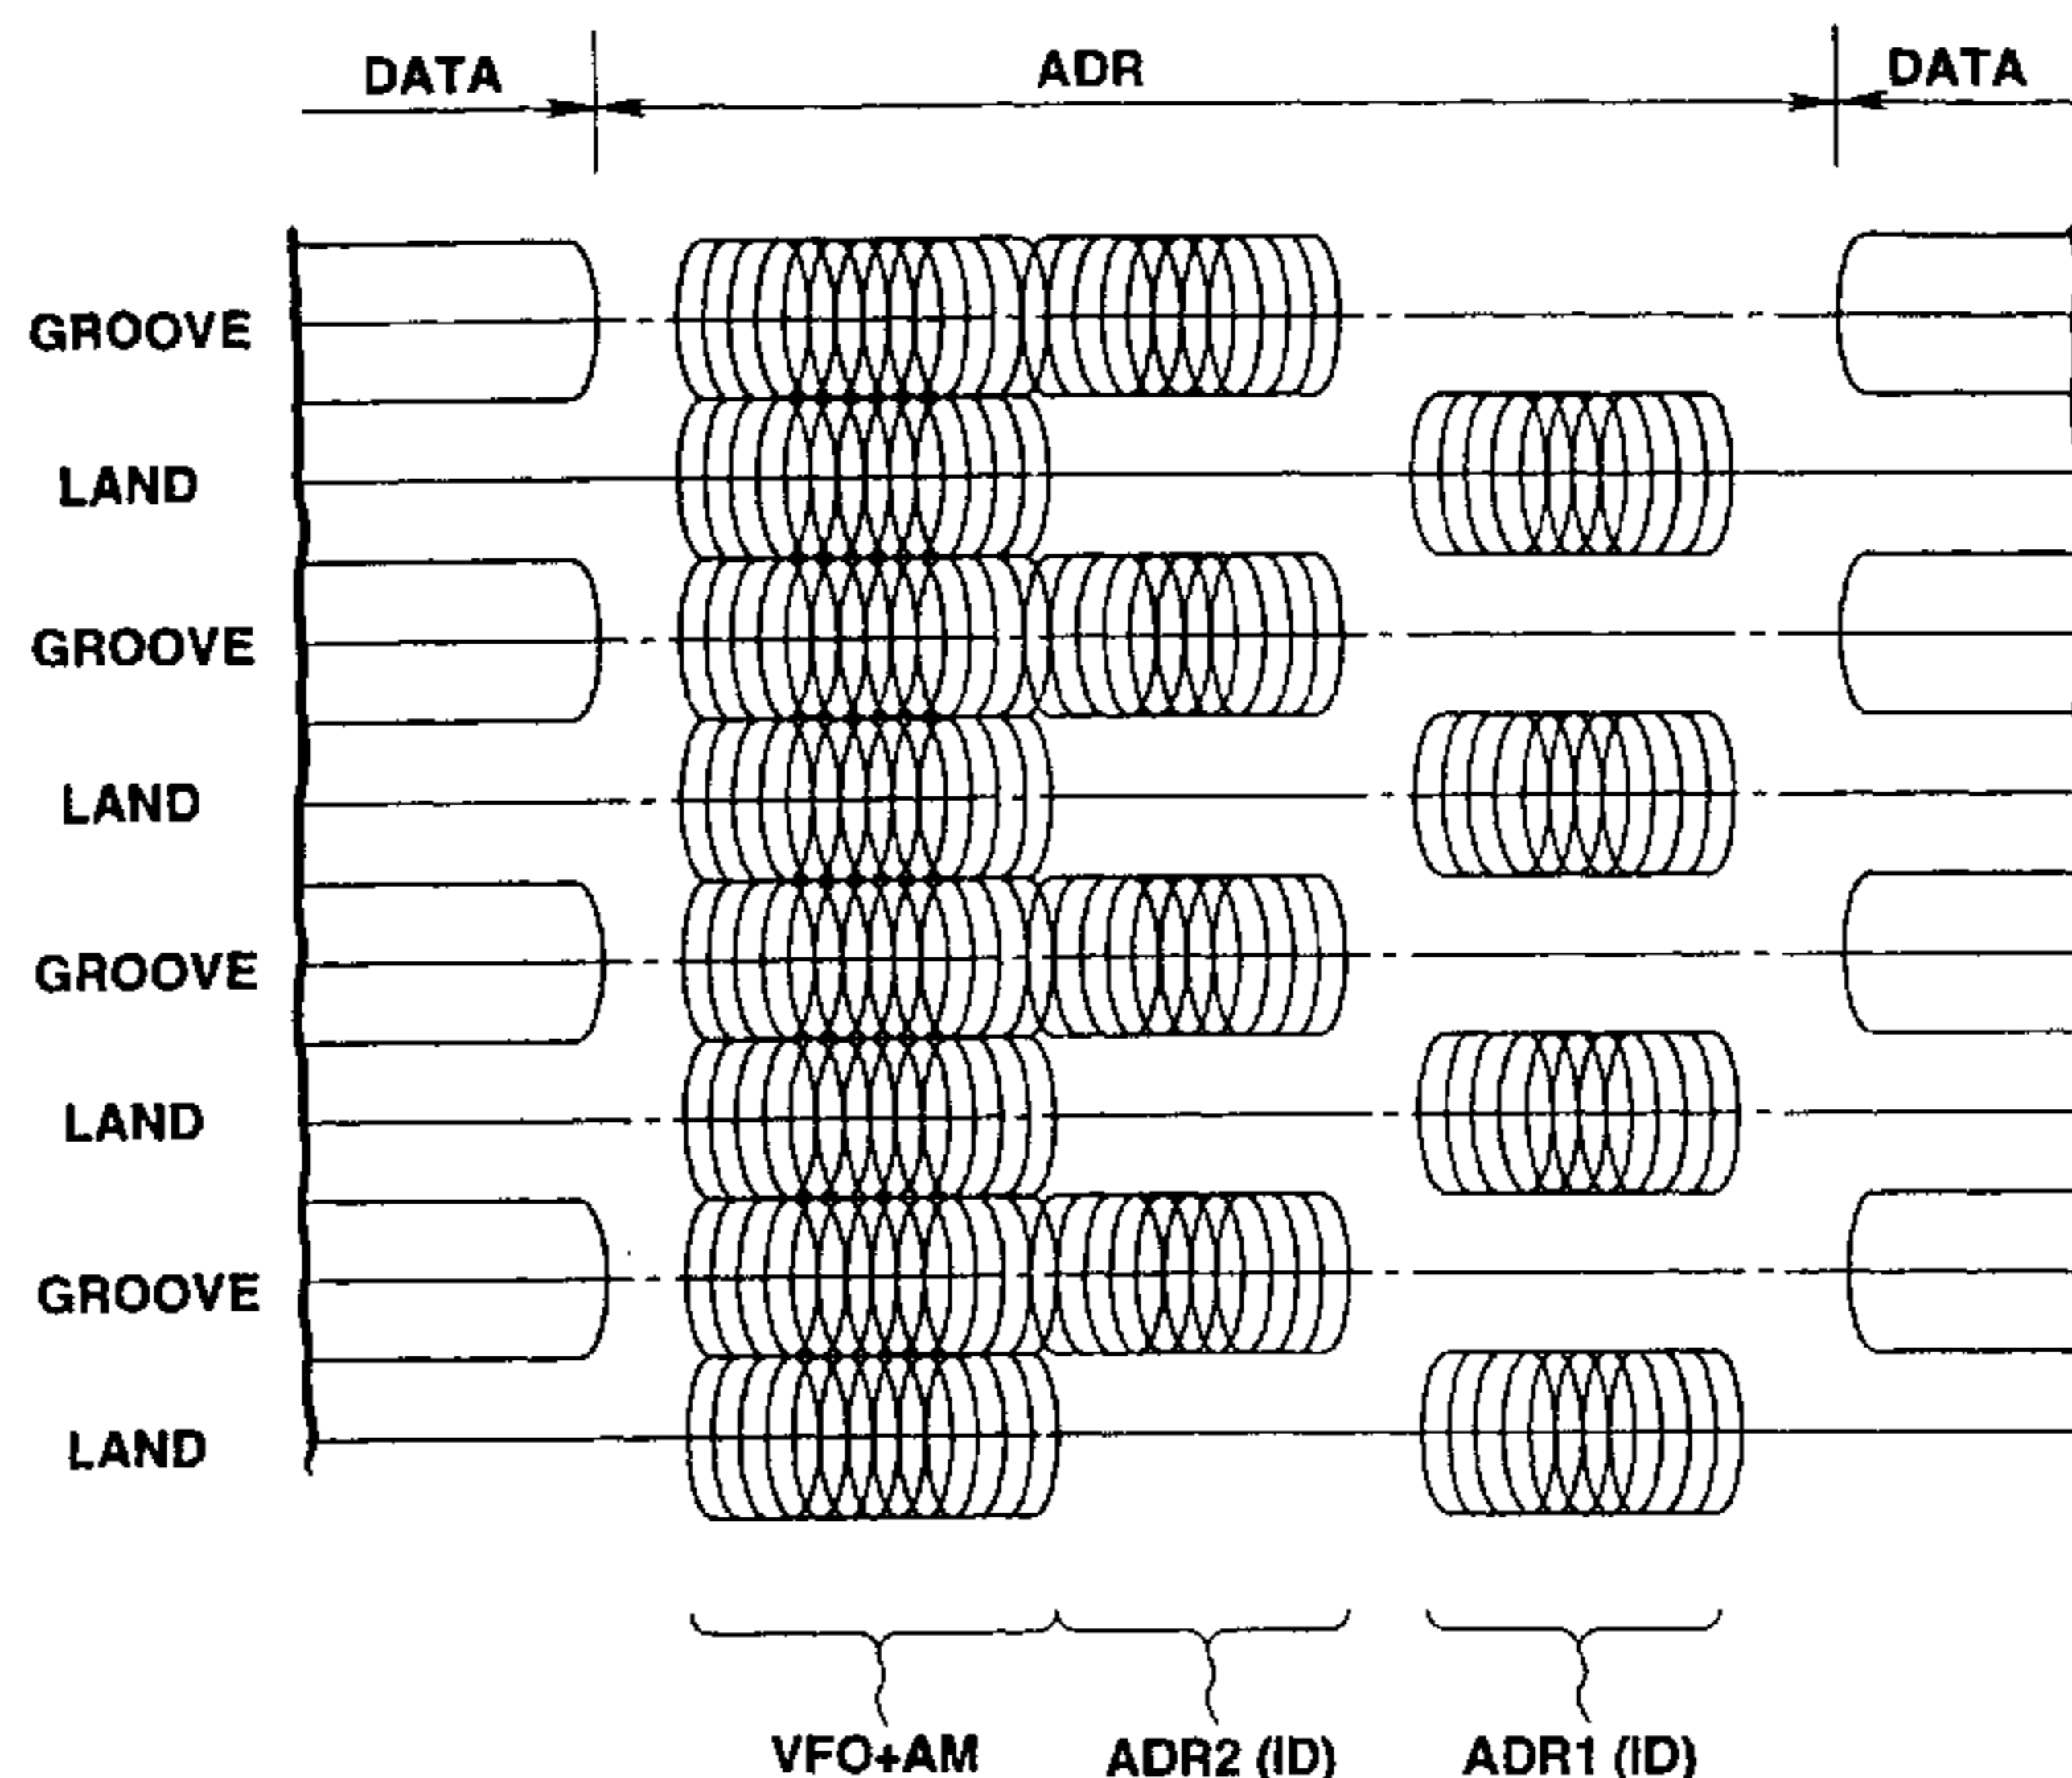 DATA ADR DATA
GROOVE
LAND
GROOVE
LAND
GROOVE
LAND
GROOVE
LAND
VFO+AM ADR2 (ID) ADR1 (ID)